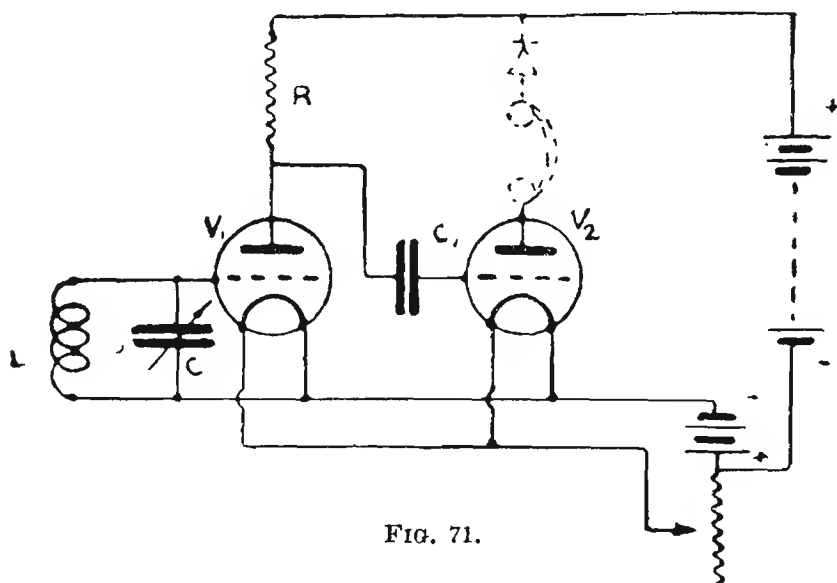 R
V₁
C₁
V₂
L
C
+
-
-
+
FIG. 71.